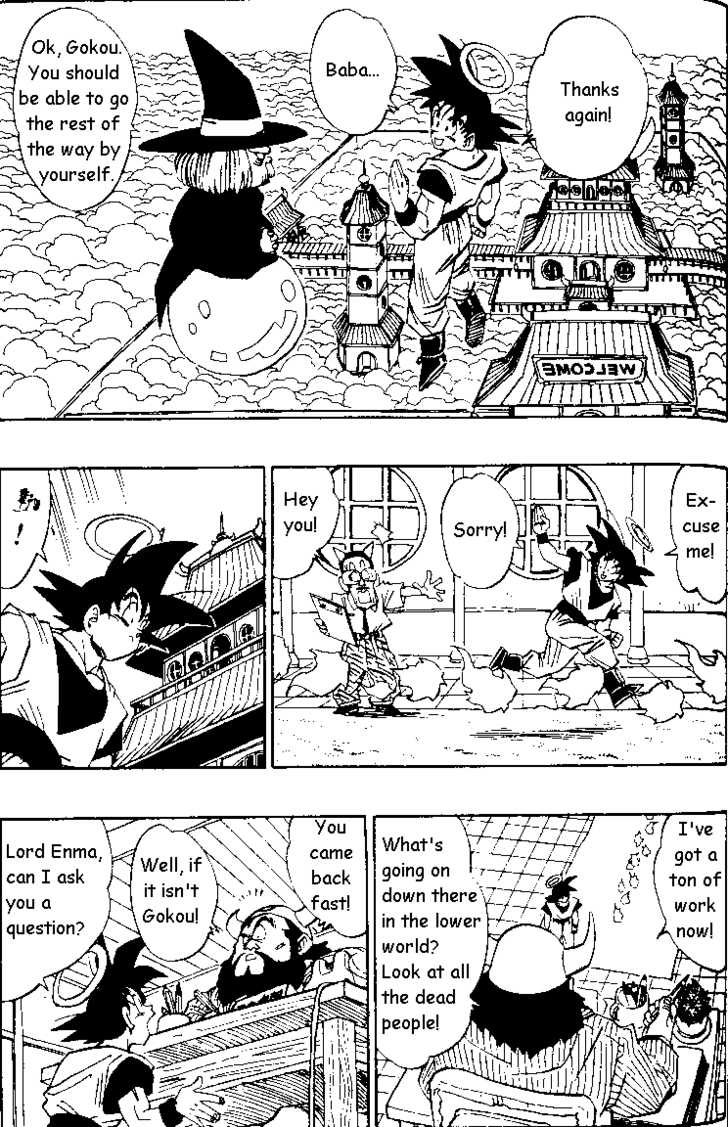 Thanks
again!
Baba...
Ok, Gokou.
You should
be able to go
the rest of
the way by
yourself.
WELCOME
Ex-
cuse
me!
Sorry!
Hey
you!
!
I've
got a
ton of
work
now!
What's
going on
down there
in the lower
world?
Look at all
the dead
people!
You
came
back
fast!
Well, if
it isn't
Gokou!
Lord Enma,
can I ask
you a
question?